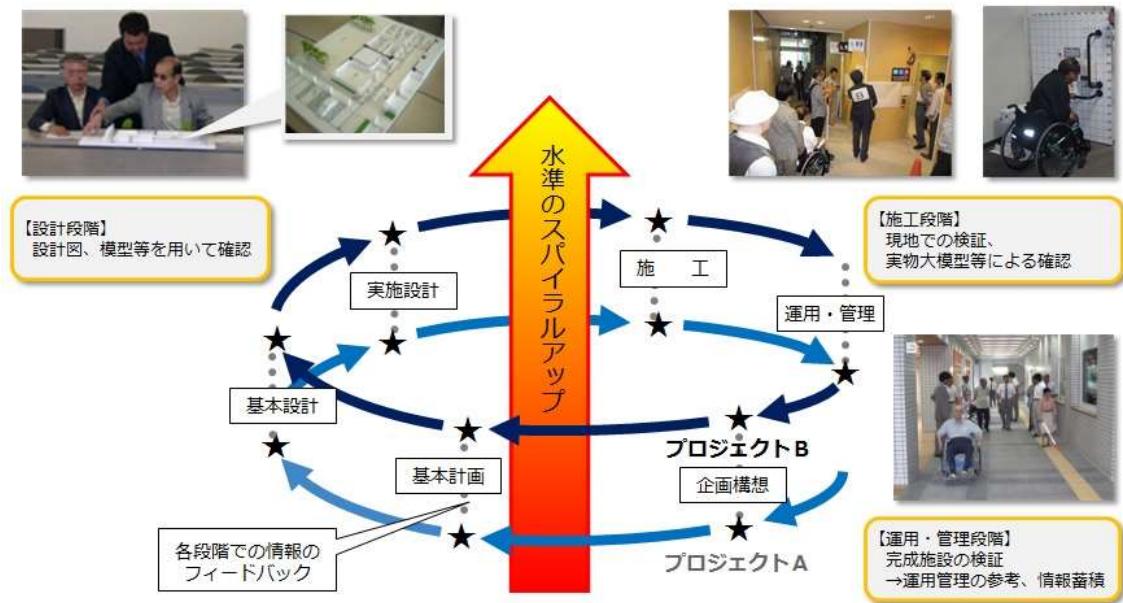 水準のスパイラルアップ
【設計段階】
設計図、模型等を用いて確認
【施工段階】
現地での検証、
実物大模型等による確認
実施設計
施　工
運用・管理
基本設計
基本計画
プロジェクトB
企画構想
プロジェクトA
各段階での情報の
フィードバック
【運用・管理段階】
完成施設の検証
→運用管理の参考、情報蓄積